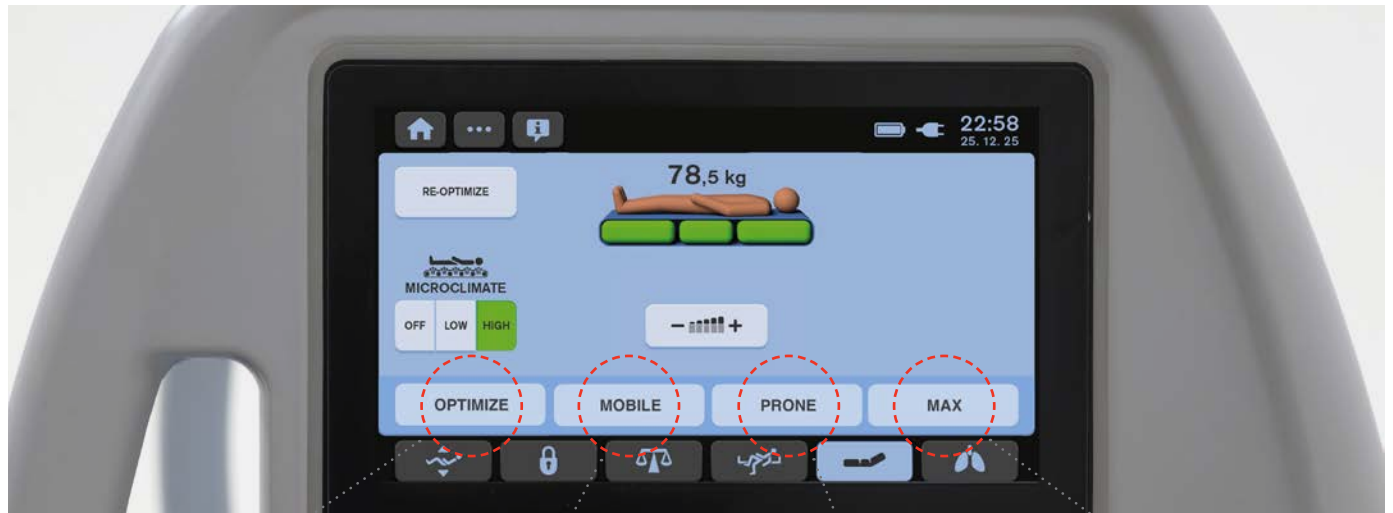 22:58
25. 12. 25
RE-OPTIMIZE
78,5 kg
MICROCLIMATE
OFF LOW HIGH
- +
OPTIMIZE MOBILE PRONE MAX